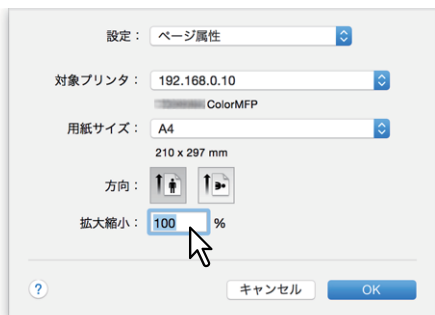 設定： ページ属性
対象プリンタ： 192.168.0.10
ColorMFP
用紙サイズ： A4
210 x 297 mm
方向：
拡大縮小： 100 %
? キャンセル OK